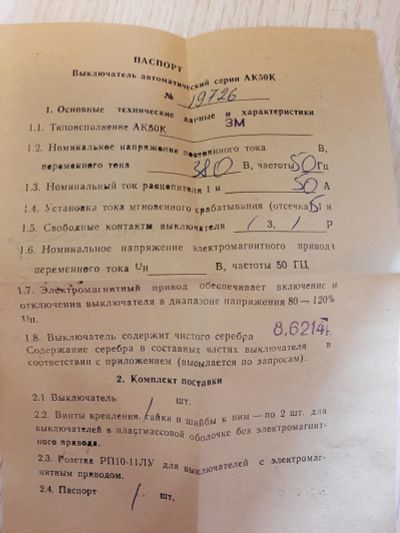 ПАСПОРТ
Выключатель автоматический серии АК50К
№ 19726
1. Основные технические данные и характеристики
1.1. Типоисполнение АК50К 3М
1.2. Номинальное напряжение постоянного тока В,
переменного тока 380 В, частоты 50 Гц
1.3. Номинальный ток расцепителя I н 50 А
1.4. Установка тока мгновенного срабатывания (отсечка) 5 I н
1.5. Свободные контакты выключателя 1 З, 1 Р
1.6. Номинальное напряжение электромагнитного привода
переменного тока Uн В, частоты 50 ГЦ
1.7. Электромагнитный привод обеспечивает включение и
отключения выключателя в диапазоне напряжения 80—120%
Uн.
1.8. Выключатель содержит чистого серебра 8,6214г.
Содержание серебра в составных частях выключателя в
соответствии с приложением (высылается по запросам).
2. Комплект поставки
2.1 Выключатель 1 шт.
2.2. Винты крепления, гайки и шайбы к ним — по 2 шт. для
выключателей в пластмассовой оболочке без электромагнит-
ного привода.
2.3. Розетка РП10-11ЛУ для выключателей с электромаг-
нитным приводом.
2.4. Паспорт 1 шт.